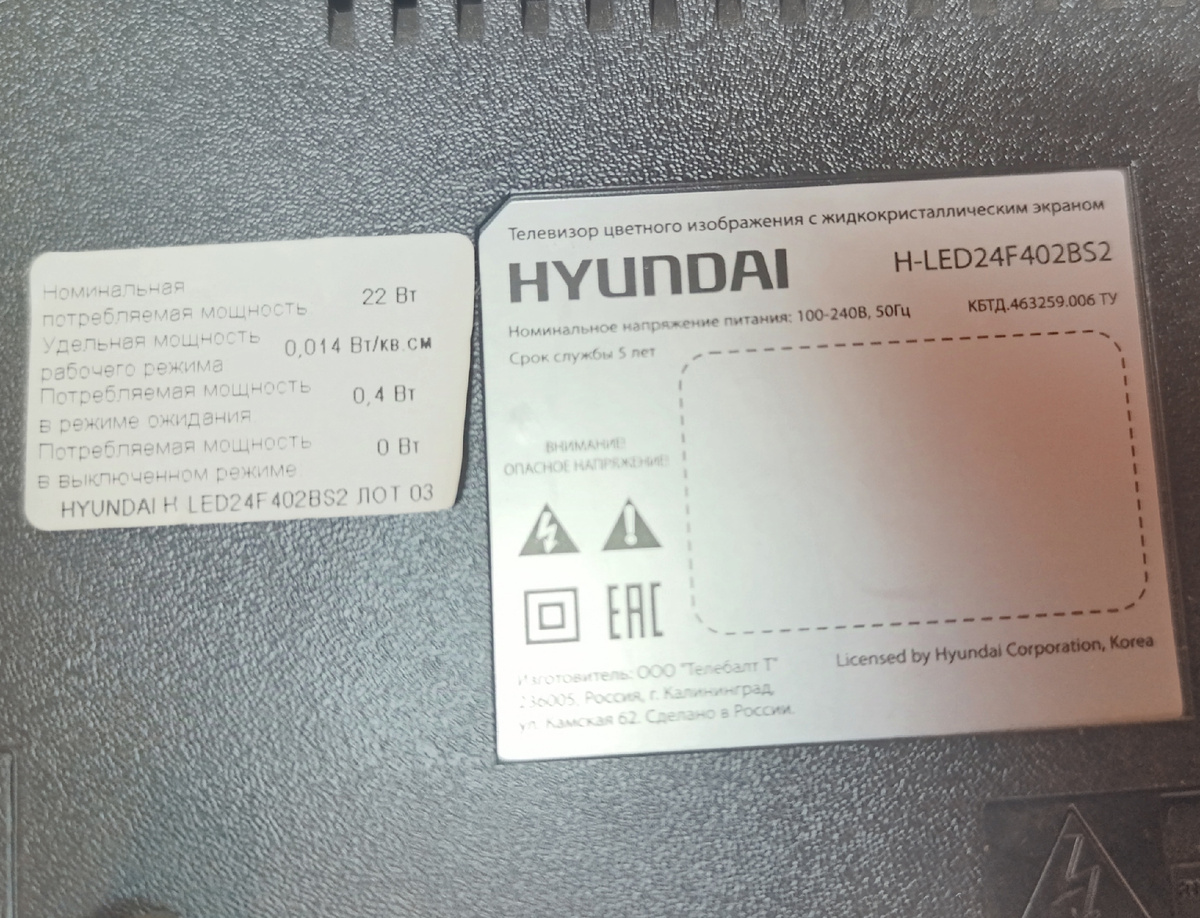 Номинальная
потребляемая мощность 22 Вт
Удельная мощность
рабочего режима 0,014 Вт/кв.см
Потребляемая мощность
в режиме ожидания 0,4 Вт
Потребляемая мощность
в выключенном режиме 0 Вт
HYUNDAI H LED24F402BS2 ЛОТ 03
Телевизор цветного изображения с жидкокристаллическим экраном
HYUNDAI H-LED24F402BS2
Номинальное напряжение питания: 100-240В, 50Гц КБТД.463259.006 ТУ
Срок службы 5 лет
ВНИМАНИЕ!
ОПАСНОЕ НАПРЯЖЕНИЕ!
EAC
Изготовитель: ООО "Телебалт Т"
236005, Россия, г. Калининград,
ул. Камская 62. Сделано в России.
Licensed by Hyundai Corporation, Korea